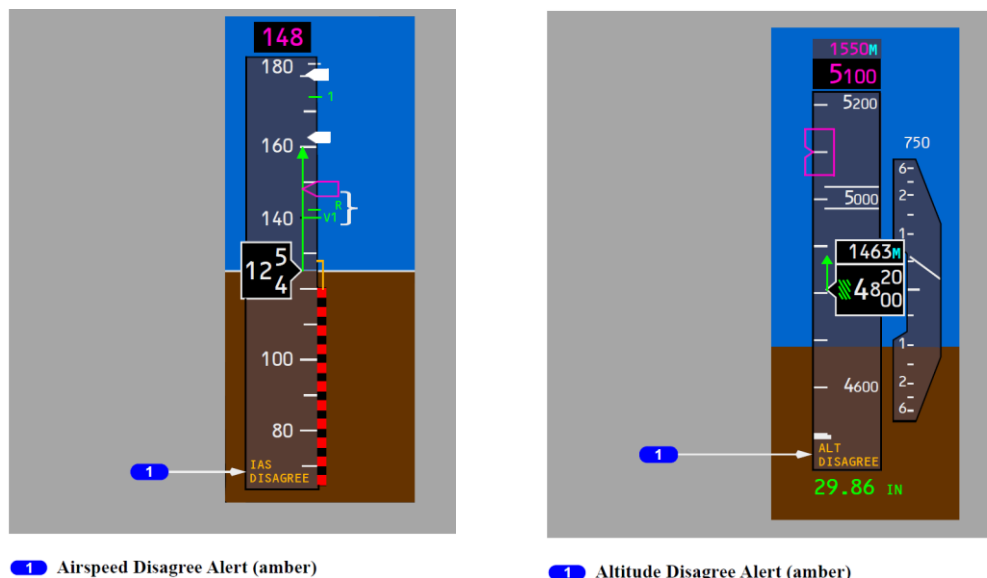 148
180
1
160
R
140
V1
12 5
4
100
80
1
IAS
DISAGREE
1 Airspeed Disagree Alert (amber)
1550M
5100
5200
750
6
2
5000
1
1463M
48 20
00
1
4600
2
6
1
ALT
DISAGREE
29.86 IN
1 Altitude Disagree Alert (amber)